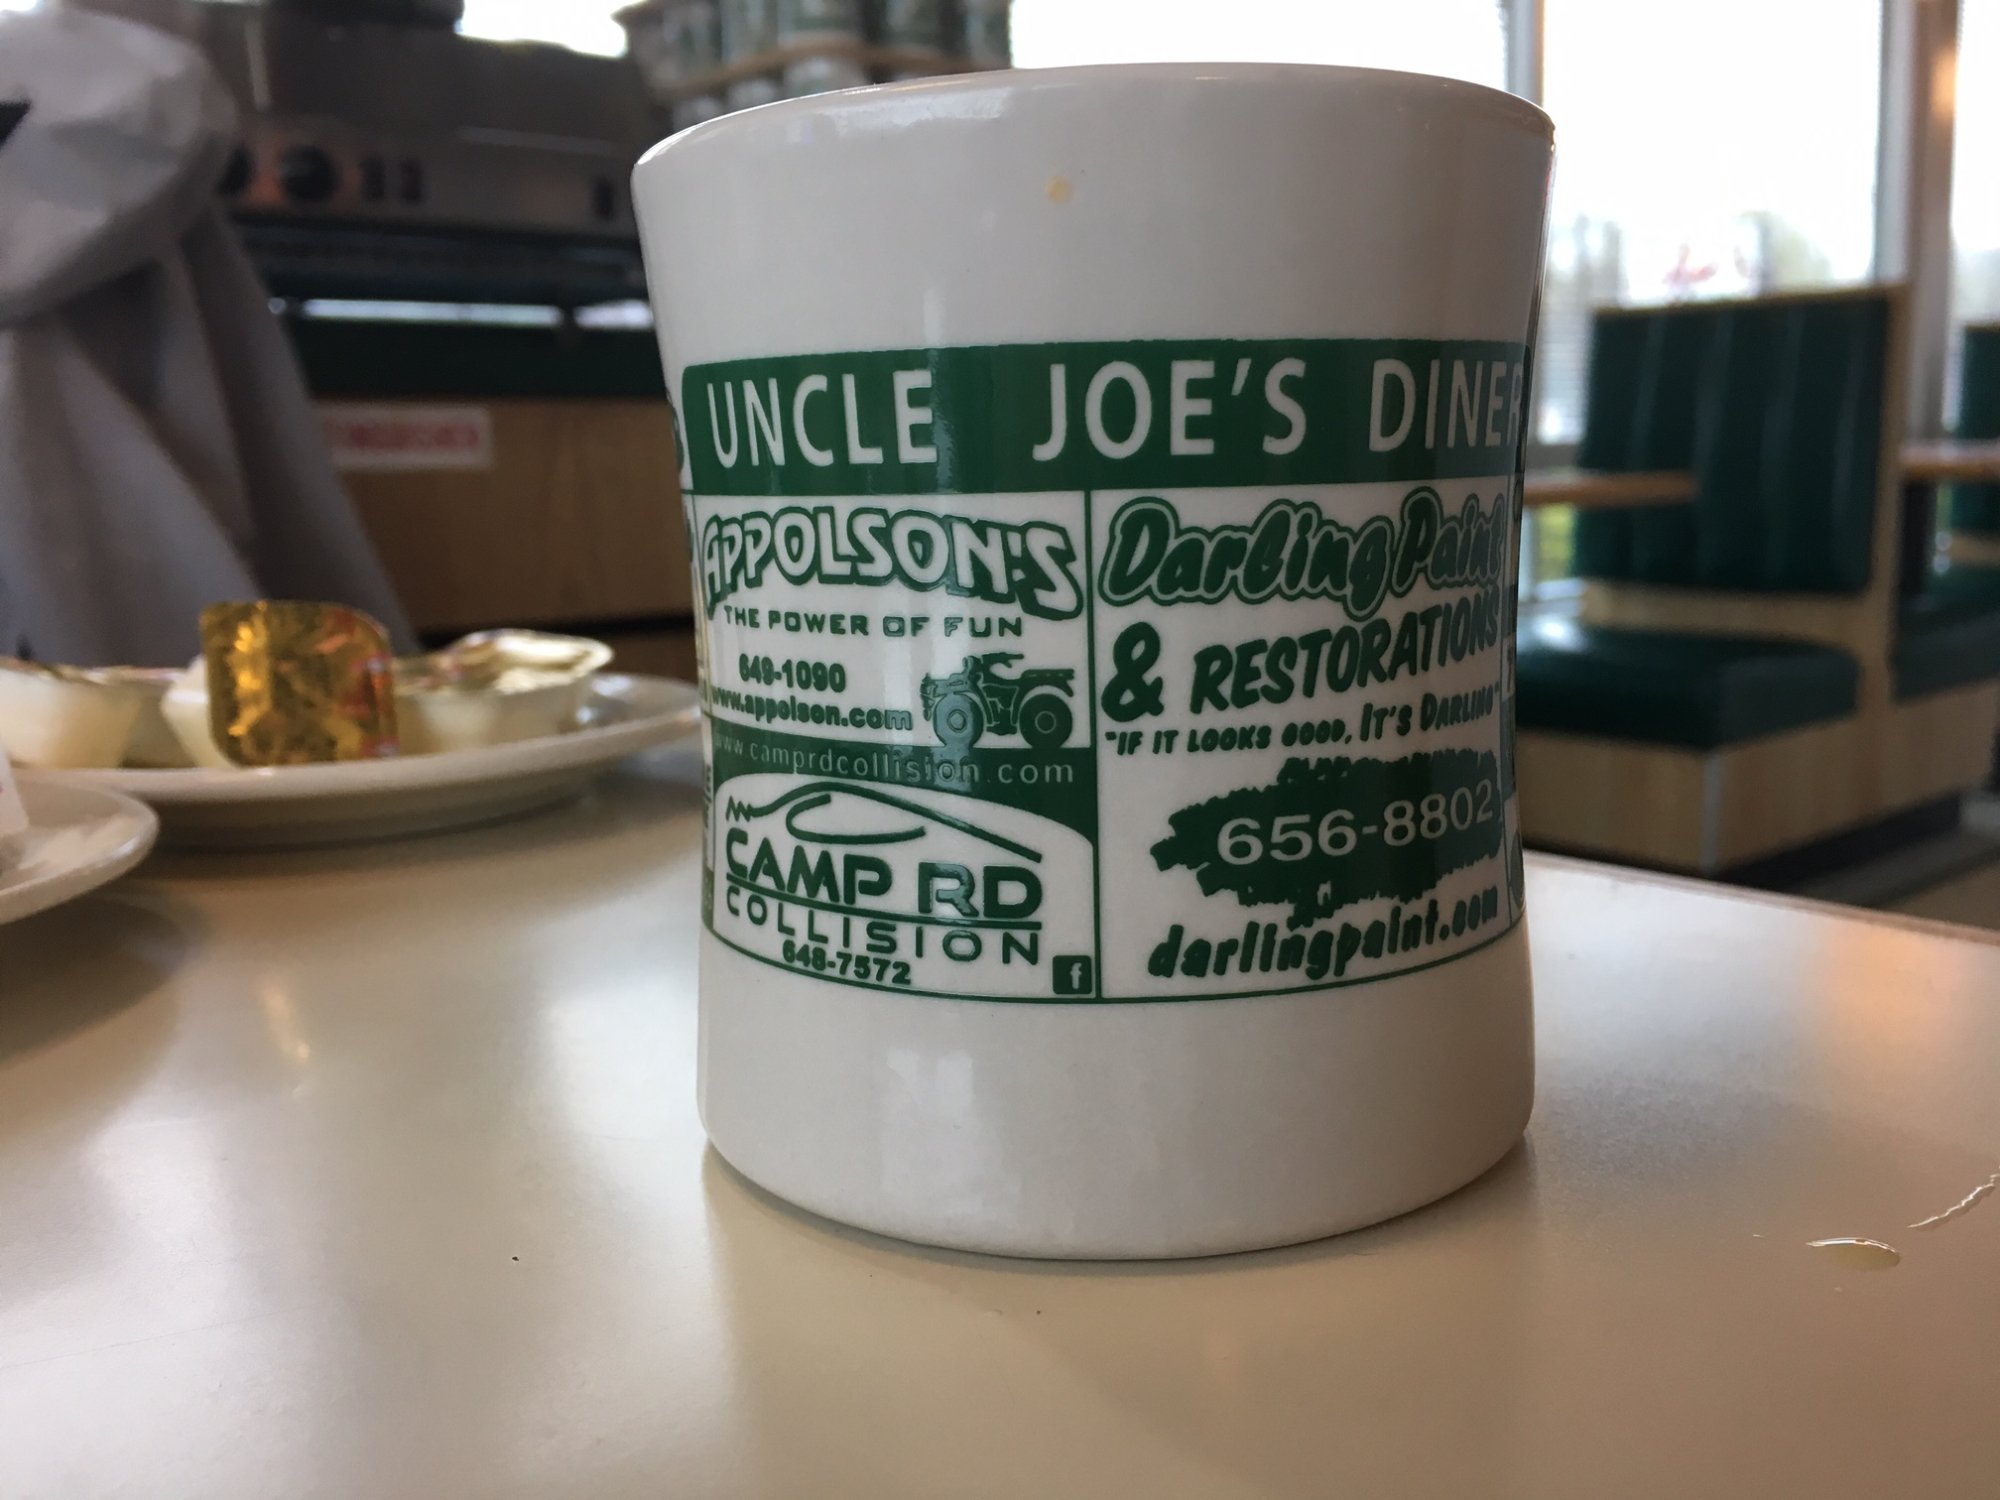 UNCLE JOE'S DINER
APPOLSON'S
THE POWER OF FUN
649-1090
www.appolson.com
www.camprdcollision.com
CAMP RD
COLLISION
648-7572
f
Darling Paint
& RESTORATIONS
"IF IT LOOKS GOOD, IT'S DARLING"
656-8802
darlingpaint.com